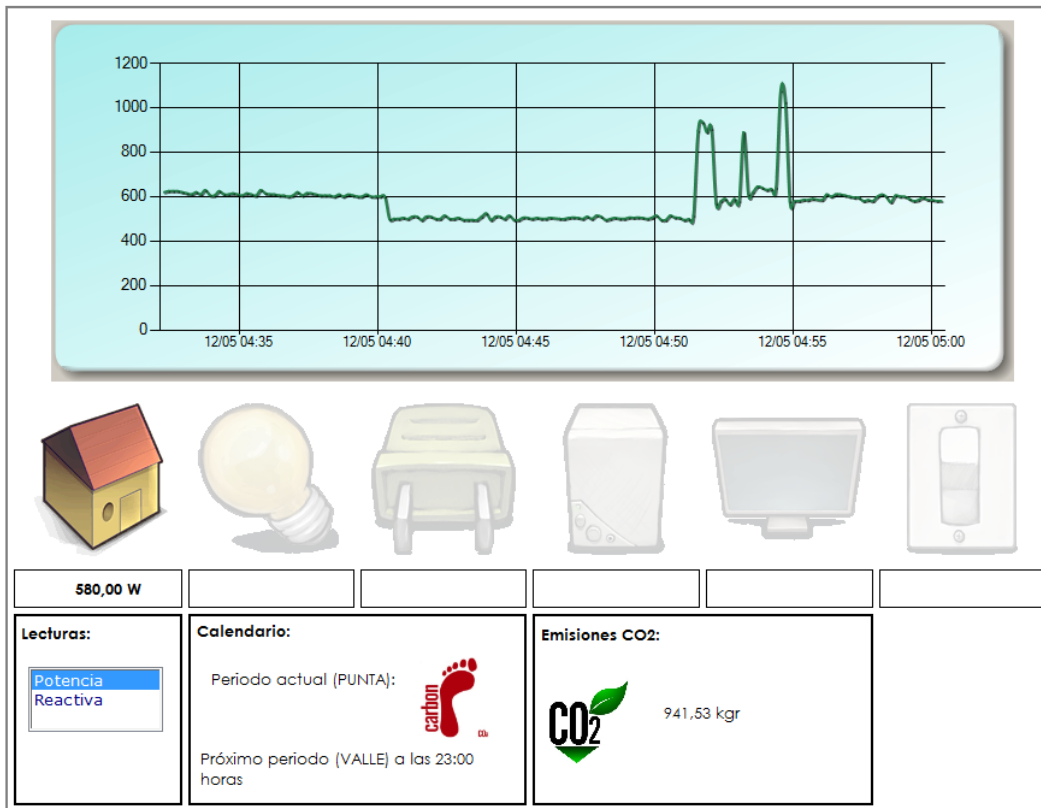 1200
1000
800
600
400
200
0
12/05 04:35 12/05 04:40 12/05 04:45 12/05 04:50 12/05 04:55 12/05 05:00
580,00 W
Lecturas:
Potencia
Reactiva
Calendario:
Periodo actual (PUNTA):
carbon
CO₂
Próximo periodo (VALLE) a las 23:00
horas
Emisiones CO2:
CO2
941,53 kgr